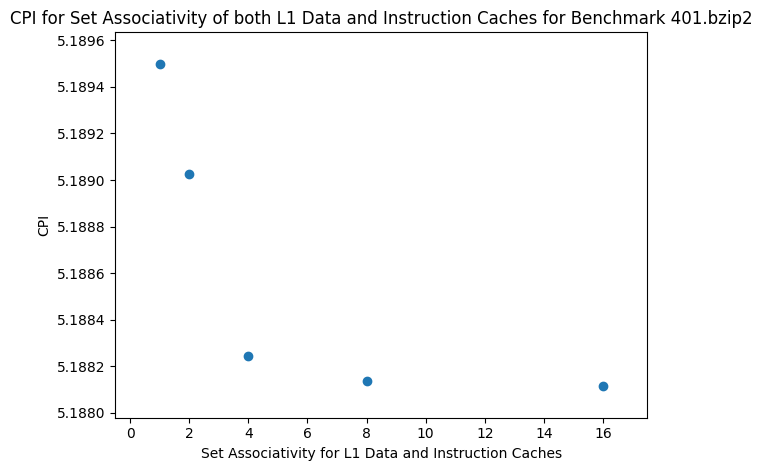 CPI for Set Associativity of both L1 Data and Instruction Caches for Benchmark 401.bzip2
5.1896
5.1894
5.1892
5.1890
5.1888
5.1886
5.1884
5.1882
5.1880
CPI
0 2 4 6 8 10 12 14 16
Set Associativity for L1 Data and Instruction Caches